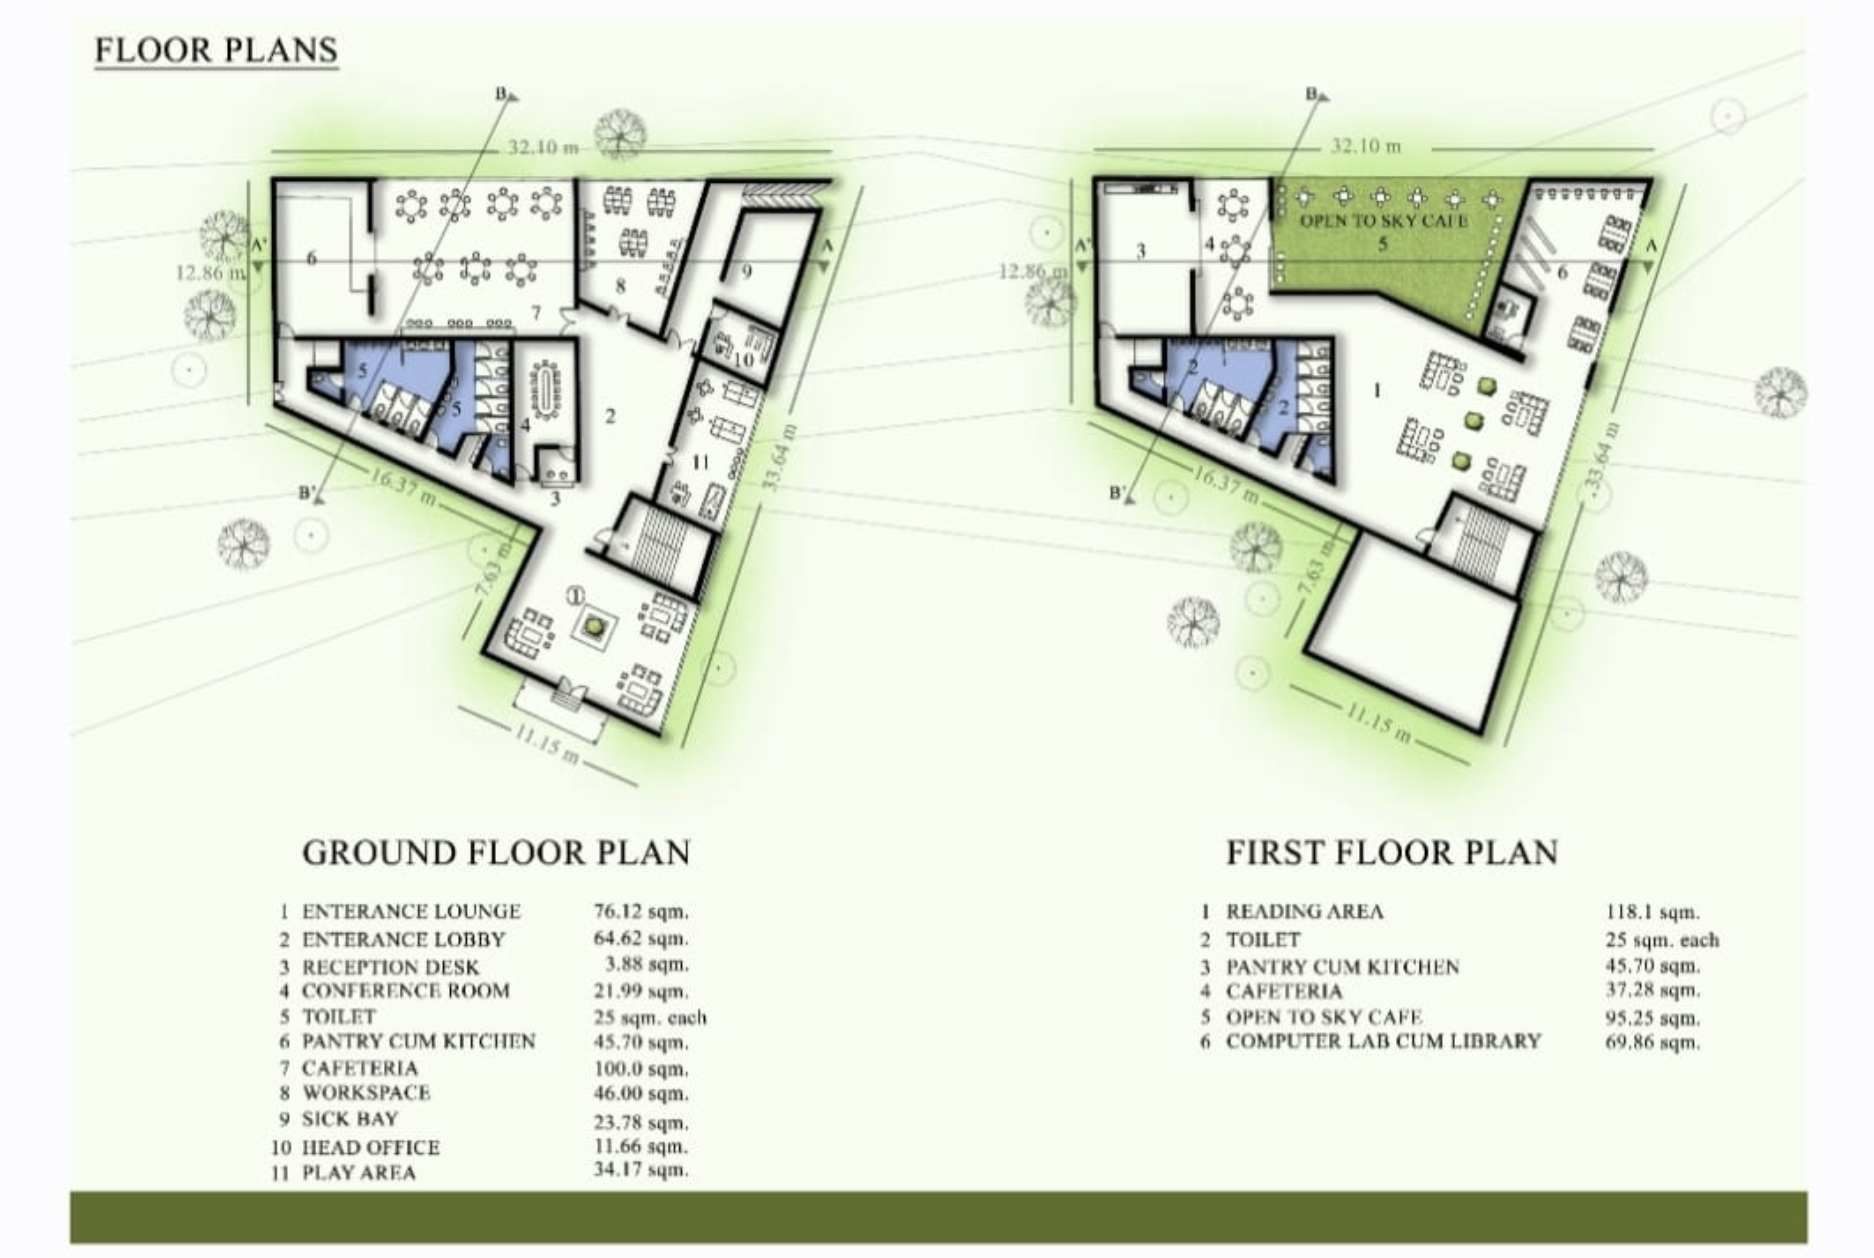 FLOOR PLANS
B
32.10 m
A'
12.86 m
A
6
7
8
9
10
5
5
4
2
3
11
16.37 m
B'
33.64 m
7.63 m
1
11.15 m
B
32.10 m
A'
12.86 m
A
OPEN TO SKY CAFE
5
3
4
6
2
2
1
16.37 m
B'
33.64 m
7.63 m
11.15 m
GROUND FLOOR PLAN
1 ENTERANCE LOUNGE 76.12 sqm.
2 ENTERANCE LOBBY 64.62 sqm.
3 RECEPTION DESK 3.88 sqm.
4 CONFERENCE ROOM 21.99 sqm.
5 TOILET 25 sqm. each
6 PANTRY CUM KITCHEN 45.70 sqm.
7 CAFETERIA 100.0 sqm.
8 WORKSPACE 46.00 sqm.
9 SICK BAY 23.78 sqm.
10 HEAD OFFICE 11.66 sqm.
11 PLAY AREA 34.17 sqm.
FIRST FLOOR PLAN
1 READING AREA 118.1 sqm.
2 TOILET 25 sqm. each
3 PANTRY CUM KITCHEN 45.70 sqm.
4 CAFETERIA 37.28 sqm.
5 OPEN TO SKY CAFE 95.25 sqm.
6 COMPUTER LAB CUM LIBRARY 69.86 sqm.